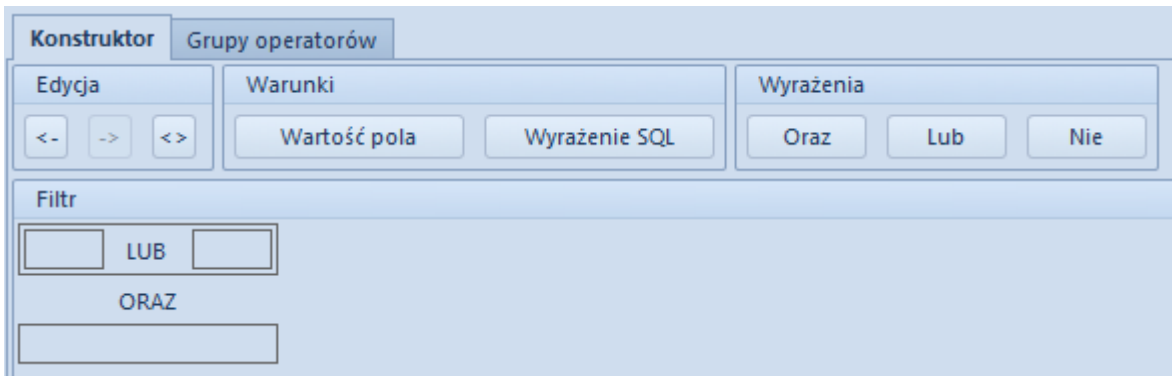 Konstruktor Grupy operatorów
Edycja Warunki Wyrażenia
<- -> <> Wartość pola Wyrażenie SQL Oraz Lub Nie
Filtr
LUB
ORAZ